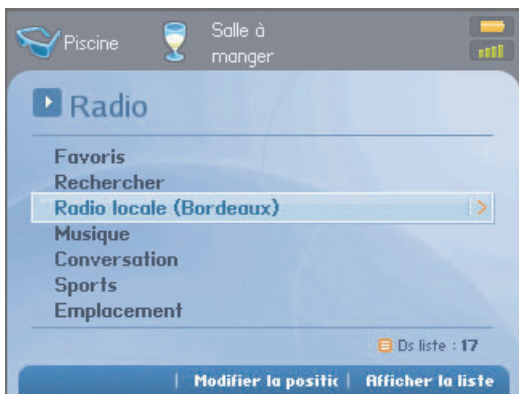 Piscine
Salle à
manger
Radio
Favoris
Rechercher
Radio locale (Bordeaux)
Musique
Conversation
Sports
Emplacement
Ds liste : 17
Modifier la positic
Afficher la liste